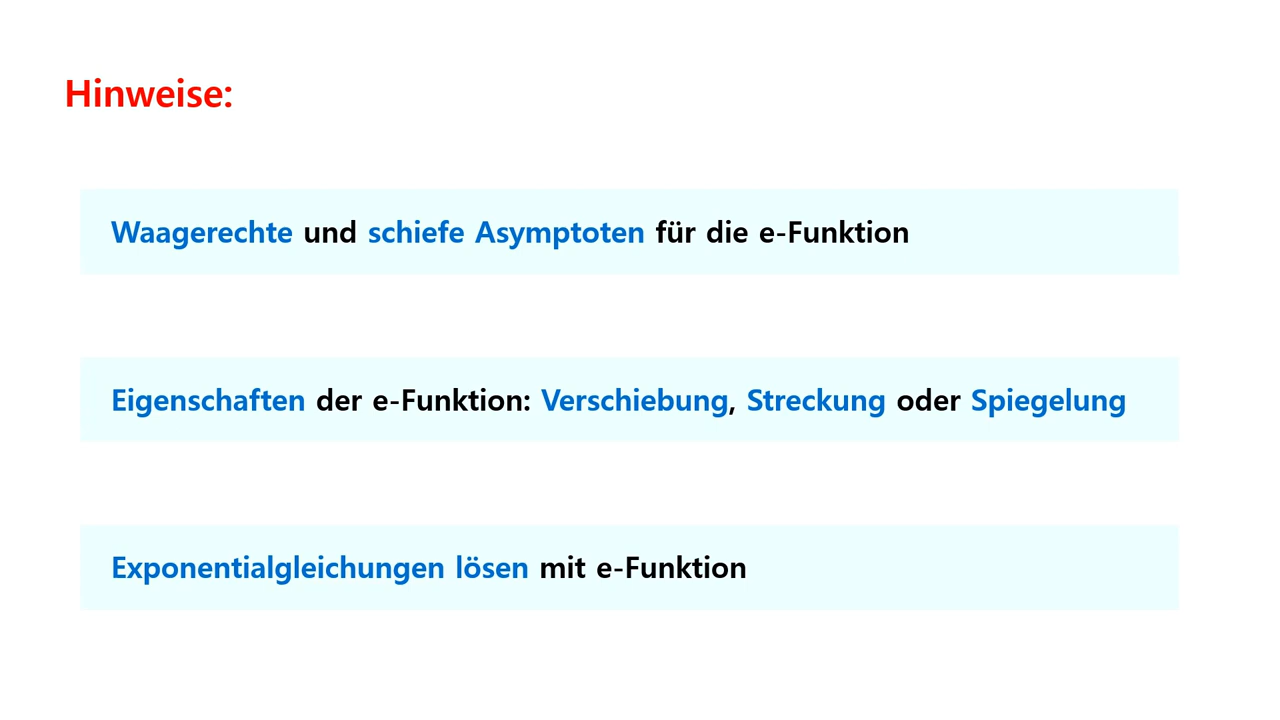 Hinweise:
Waagerechte und schiefe Asymptoten für die e-Funktion
Eigenschaften der e-Funktion: Verschiebung, Streckung oder Spiegelung
Exponentialgleichungen lösen mit e-Funktion